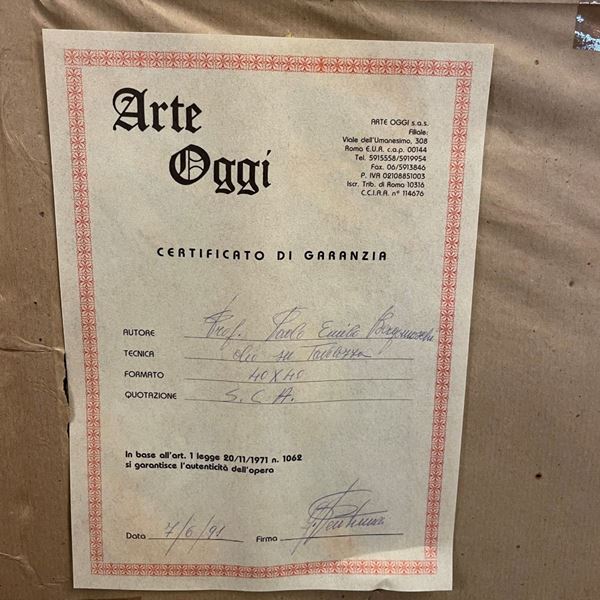 Arte
Oggi
ARTE OGGI s.a.s.
Filiale:
Viale dell'Umanesimo, 308
Roma E.U.R. c.a.p. 00144
Tel. 5915558/5919954
Fax. 06/5913846
P. IVA 02108851003
Iscr. Trib. di Roma 10316
C.C.I.A.A. n° 114676
CERTIFICATO DI GARANZIA
AUTORE Prof. Paolo Emilio
TECNICA olio su
FORMATO 40X40
QUOTAZIONE S.C.A.
In base all'art. 1 legge 20/11/1971 n. 1062
si garantisce l'autenticità dell'opera
Data 7/6/91 Firma